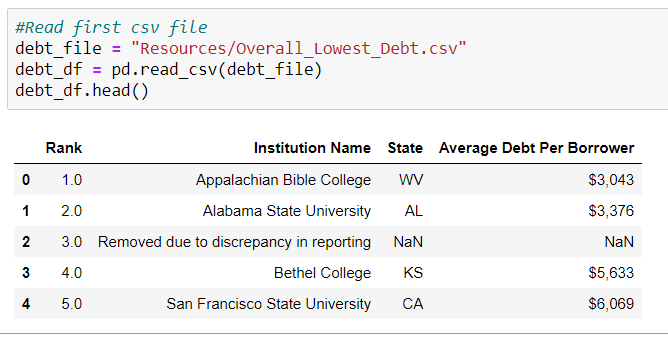 #Read first csv file
debt_file = "Resources/Overall_Lowest_Debt.csv"
debt_df = pd.read_csv(debt_file)
debt_df.head()
Rank Institution Name State Average Debt Per Borrower
0 1.0 Appalachian Bible College WV $3,043
1 2.0 Alabama State University AL $3,376
2 3.0 Removed due to discrepancy in reporting NaN NaN
3 4.0 Bethel College KS $5,633
4 5.0 San Francisco State University CA $6,069